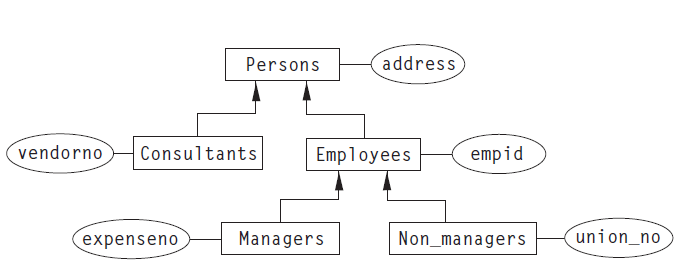 Persons
address
vendorno
Consultants
Employees
empid
expenseno
Managers
Non_managers
union_no